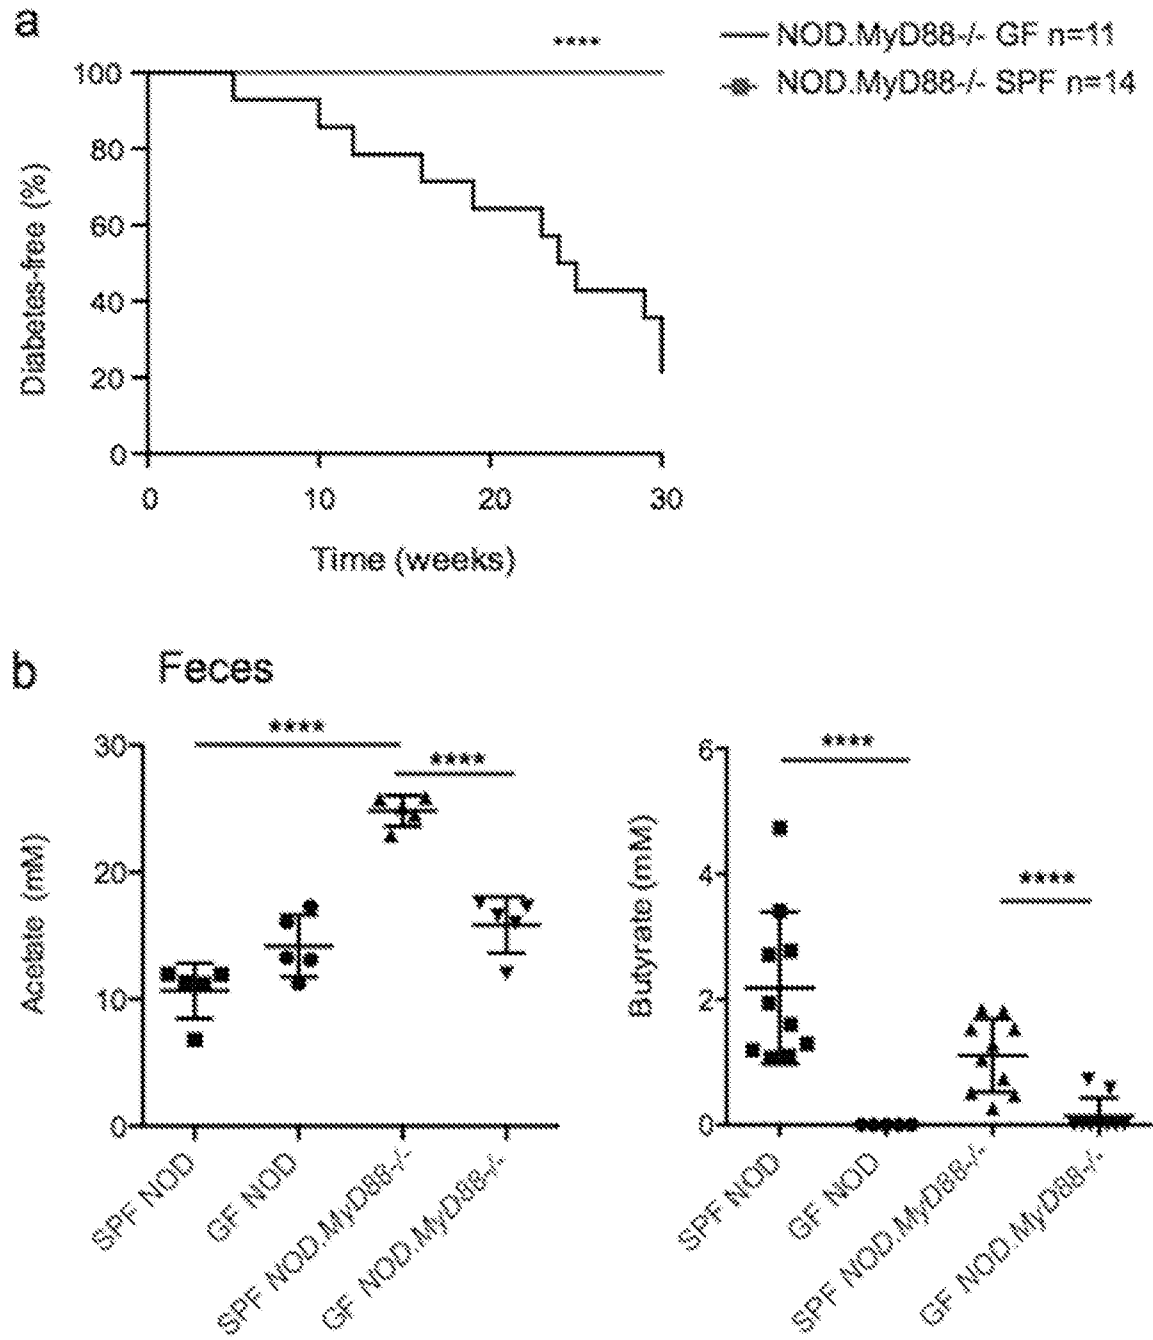 a
****
NOD.MyD88-/- GF n=11
NOD.MyD88-/- SPF n=14
100
80
60
40
20
0
Diabetes-free (%)
0 10 20 30
Time (weeks)
b Feces
****
****
30
20
10
0
Acetate (mM)
SPF NOD
GF NOD
SPF NOD.MyD88-/-
GF NOD.MyD88-/-
****
****
6
4
2
0
Butyrate (mM)
SPF NOD
GF NOD
SPF NOD.MyD88-/-
GF NOD.MyD88-/-